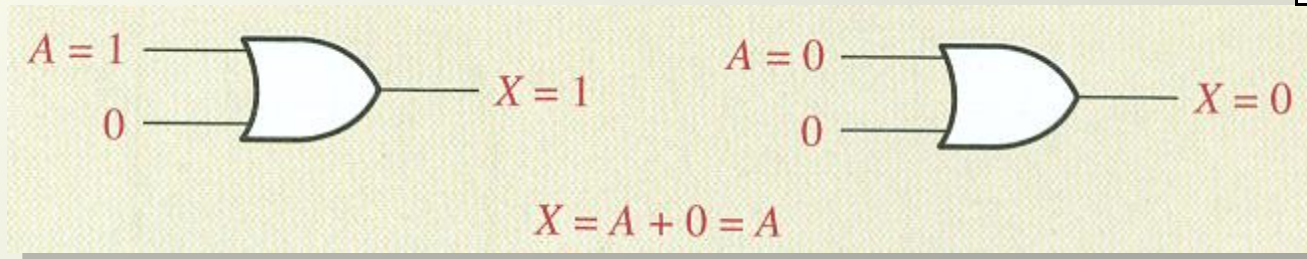 A = 1
0
X = 1
A = 0
0
X = 0
X = A + 0 = A